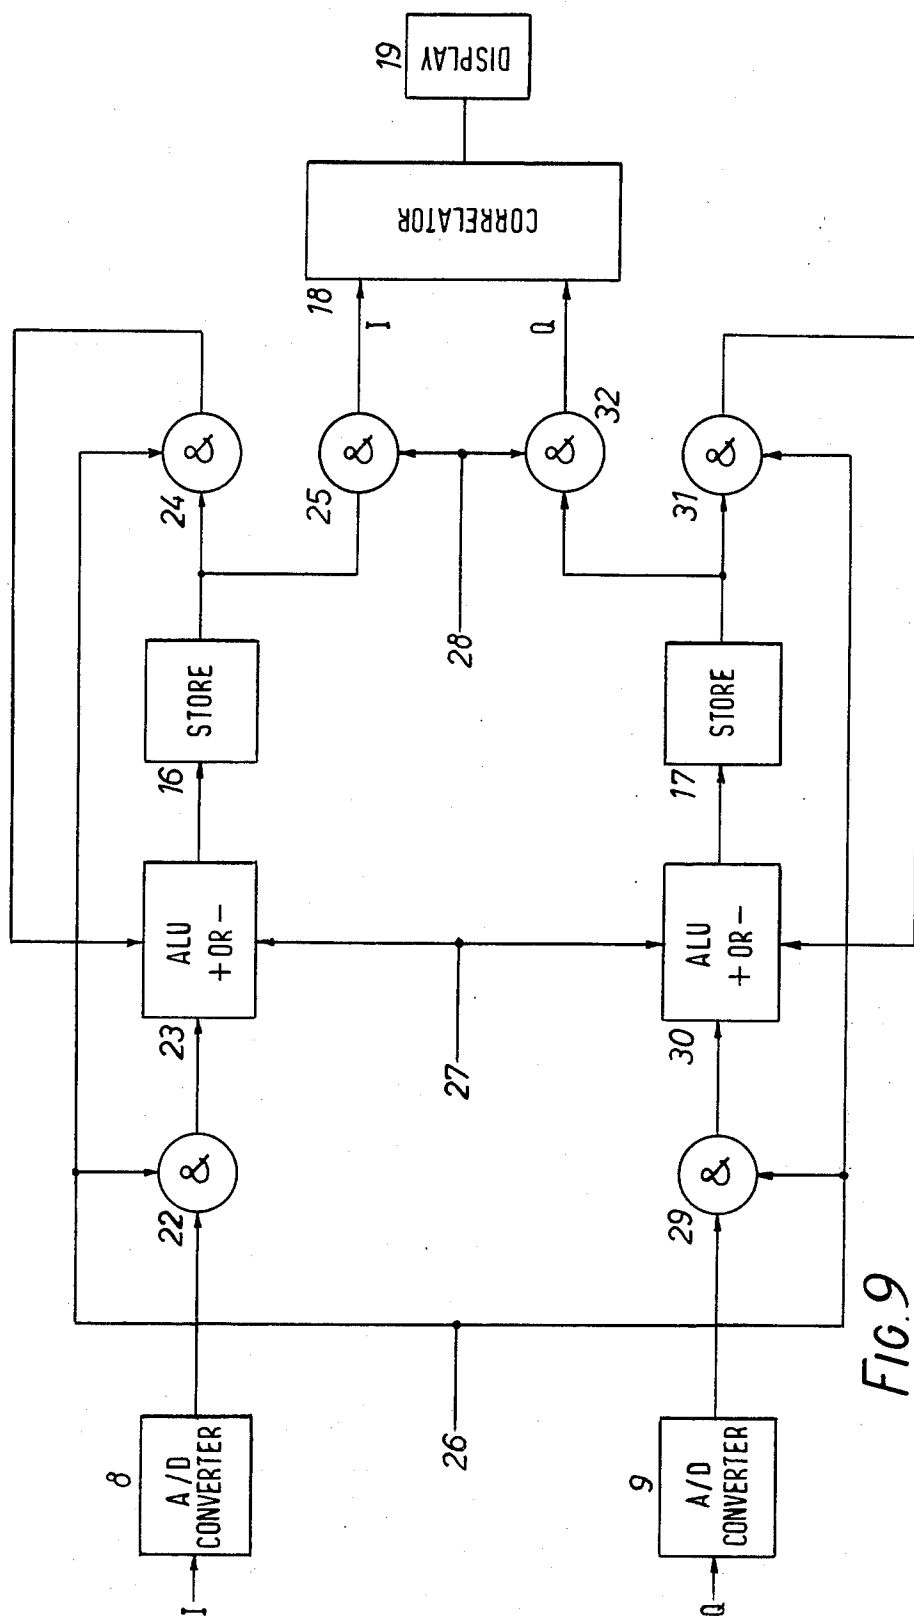 I
8
A/D
CONVERTER
22
&
23
ALU
+OR-
16
STORE
24
&
25
&
I
18
CORRELATOR
19
DISPLAY
26
27
28
Q
9
A/D
CONVERTER
29
&
30
ALU
+OR-
17
STORE
31
&
32
&
Q
FIG. 9